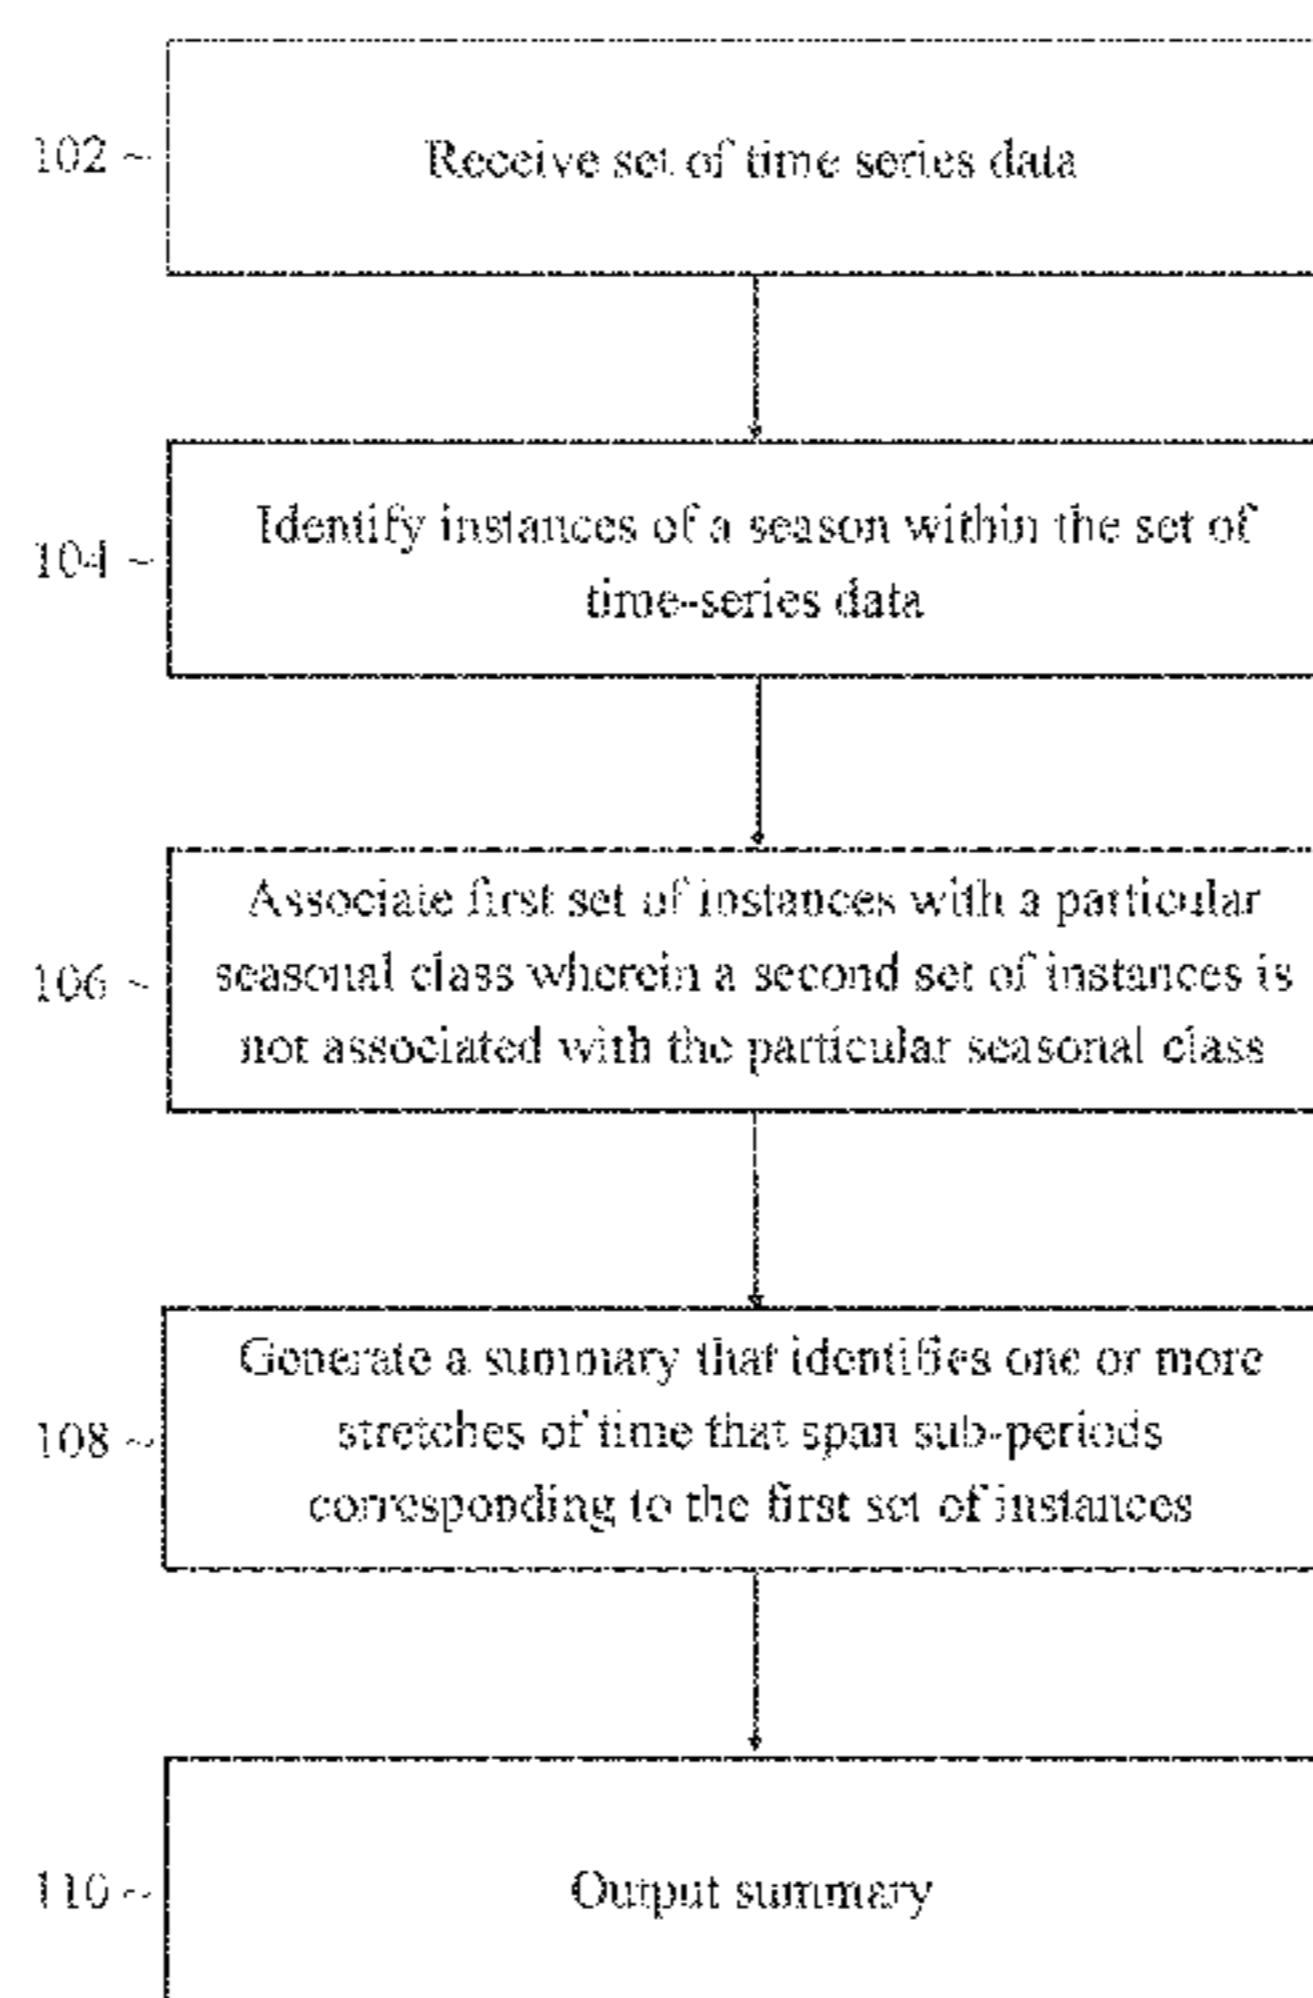 102 ~
Receive set of time series data
104 ~
Identify instances of a season within the set of
time-series data
106 ~
Associate first set of instances with a particular
seasonal class wherein a second set of instances is
not associated with the particular seasonal class
108 ~
Generate a summary that identifies one or more
stretches of time that span sub-periods
corresponding to the first set of instances
110 ~
Output summary